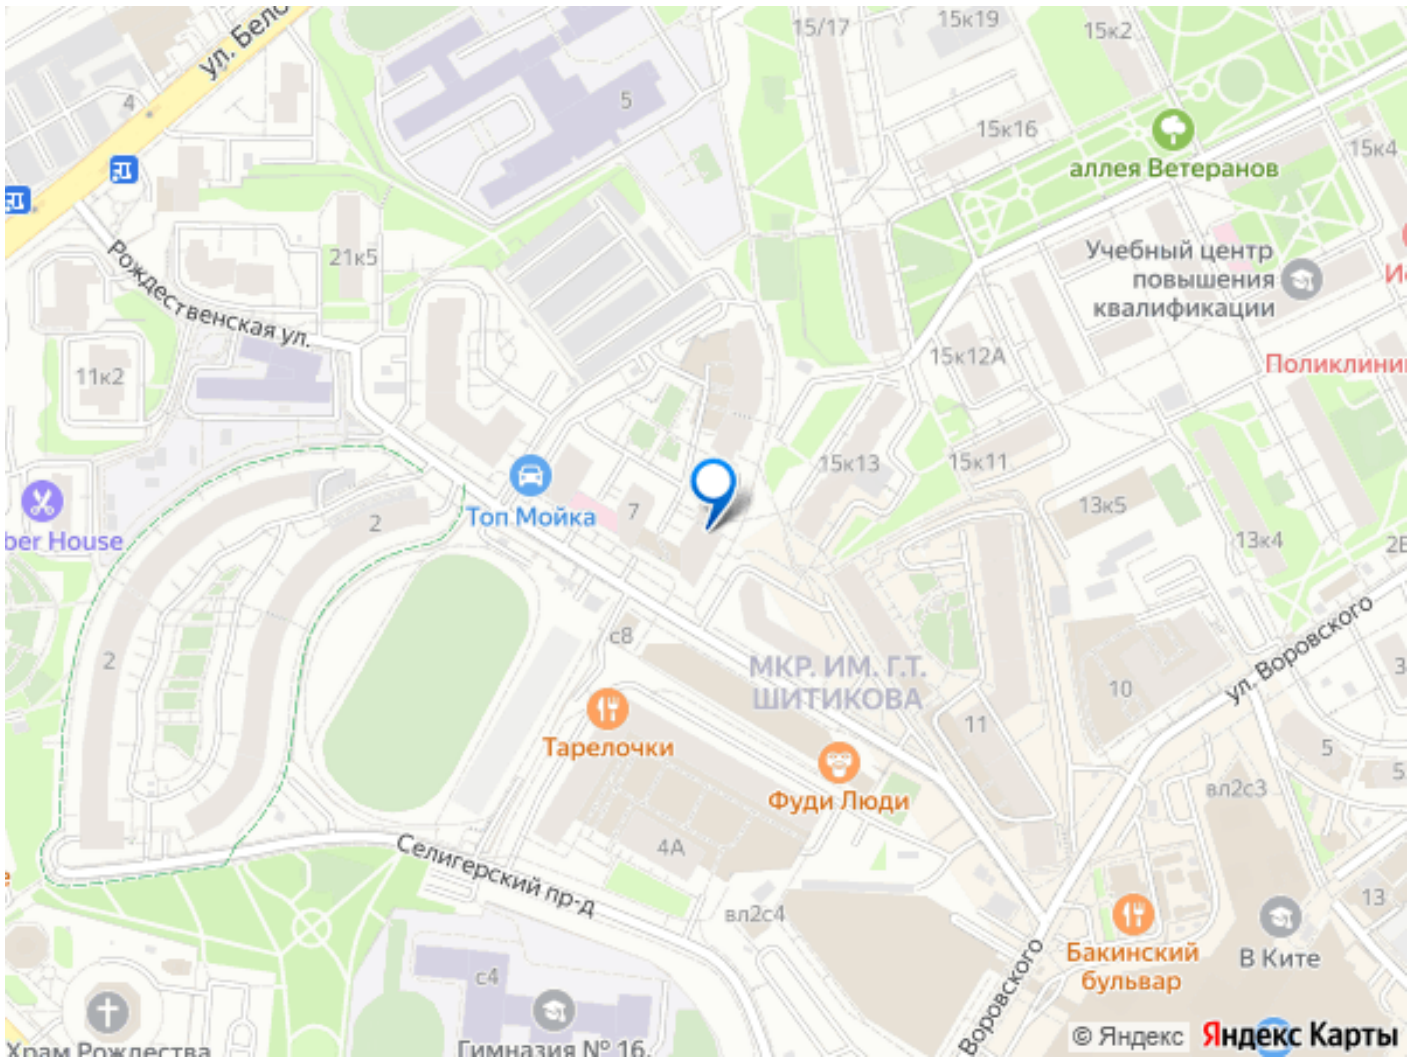 ул. Бело
15/17
15к19
15к2
4
5
15к16
аллея Ветеранов
15к4
Рождественская ул.
21к5
Учебный центр
повышения
квалификации
15к12А
Поликлини
11к2
15к13
15к11
Топ Мойка
7
13к5
ber House
2
13к4
с8
2
МКР. ИМ. Г.Т.
ШИТИКОВА
10
ул. Воровского
11
Тарелочки
5
Фуди Люди
вл2с3
5
Селигерский пр-д
4А
13
вл2с4
Бакинский
бульвар
В Ките
с4
Воровского
Храм Рождества
Гимназия № 16,
© Яндекс Яндекс Карты